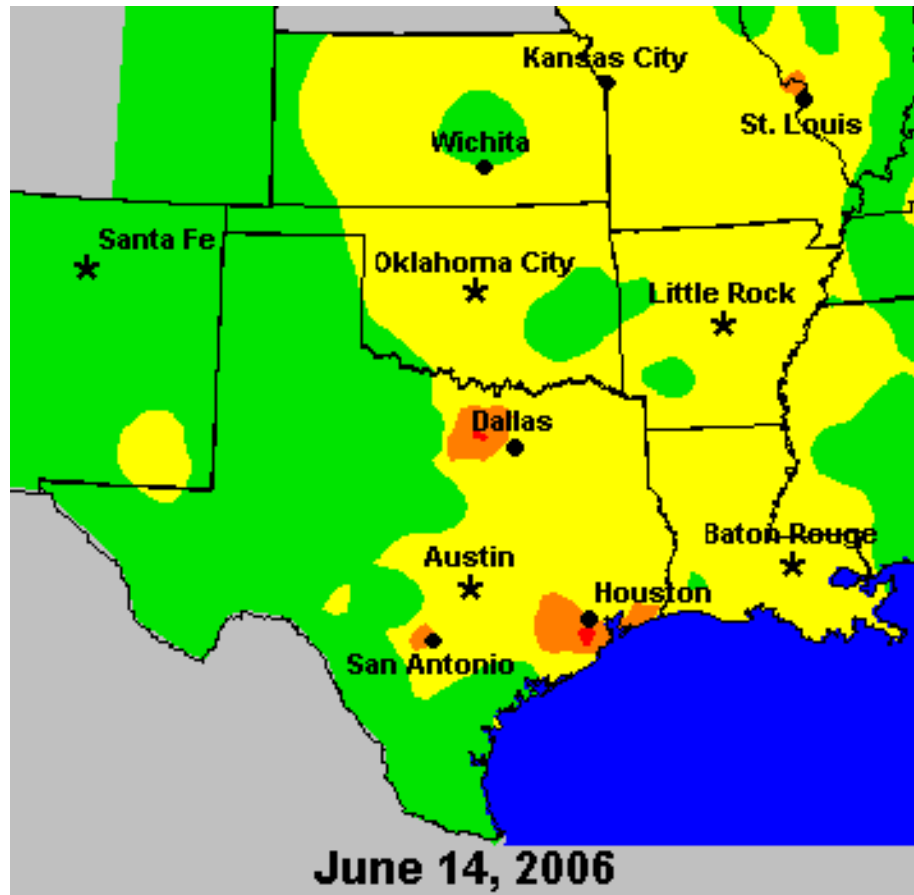 Kansas City
St. Louis
Wichita
Santa Fe
Oklahoma City
Little Rock
Dallas
Baton Rouge
Austin
Houston
San Antonio
June 14, 2006